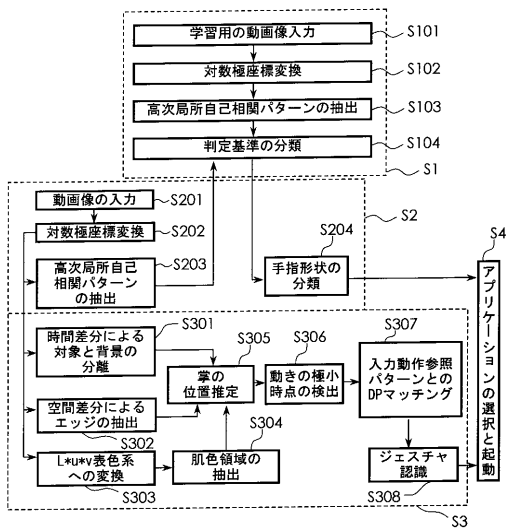 学習用の動画像入力
S101
対数極座標変換
S102
高次局所自己相関パターンの抽出
S103
判定基準の分類
S104
S1
動画像の入力
S201
対数極座標変換
S202
高次局所自己
相関パターン
の抽出
S203
手指形状の
分類
S204
S2
S4
アプリケーションの選択と起動
時間差分による
対象と背景の
分離
S301
空間差分による
エッジの抽出
S302
L*u*v表色系
への変換
S303
肌色領域の
抽出
S304
掌の
位置推定
S305
動きの極小
時点の検出
S306
入力動作参照
パターンとの
DPマッチング
S307
ジェスチャ
認識
S308
S3